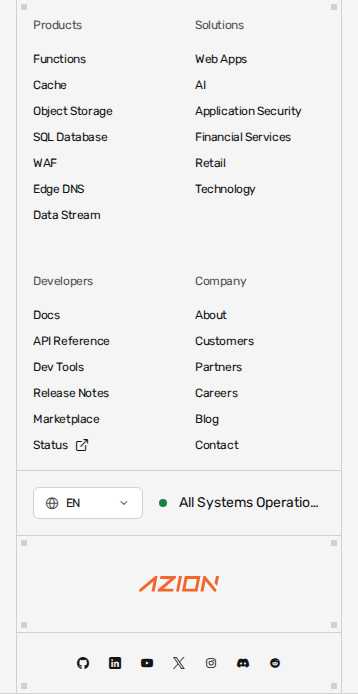 Products
Functions
Cache
Object Storage
SQL Database
WAF
Edge DNS
Data Stream
Solutions
Web Apps
AI
Application Security
Financial Services
Retail
Technology
Developers
Docs
API Reference
Dev Tools
Release Notes
Marketplace
Status
Company
About
Customers
Partners
Careers
Blog
Contact
EN
All Systems Operatio...
AZION